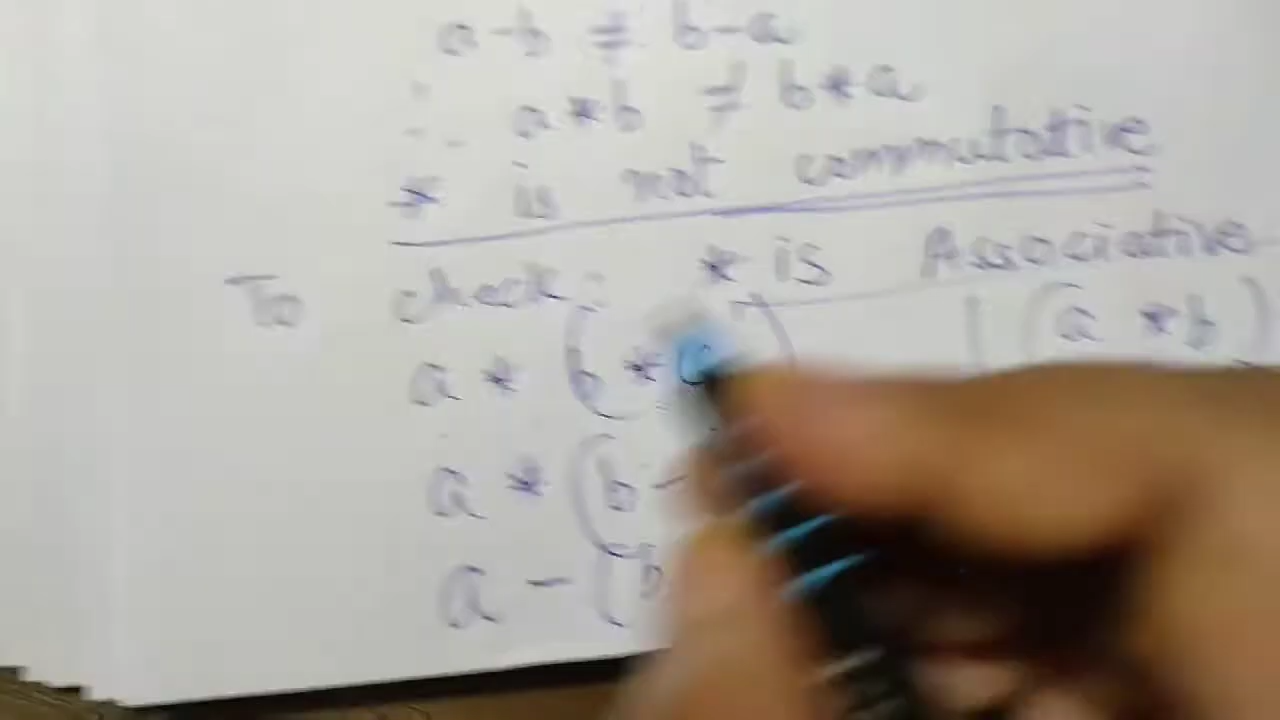 a-b ≠ b-a
∴ a*b ≠ b*a
* is not commutative
To check: * is Associative
a * (b * c) | (a * b)
a * (b -
a - (b